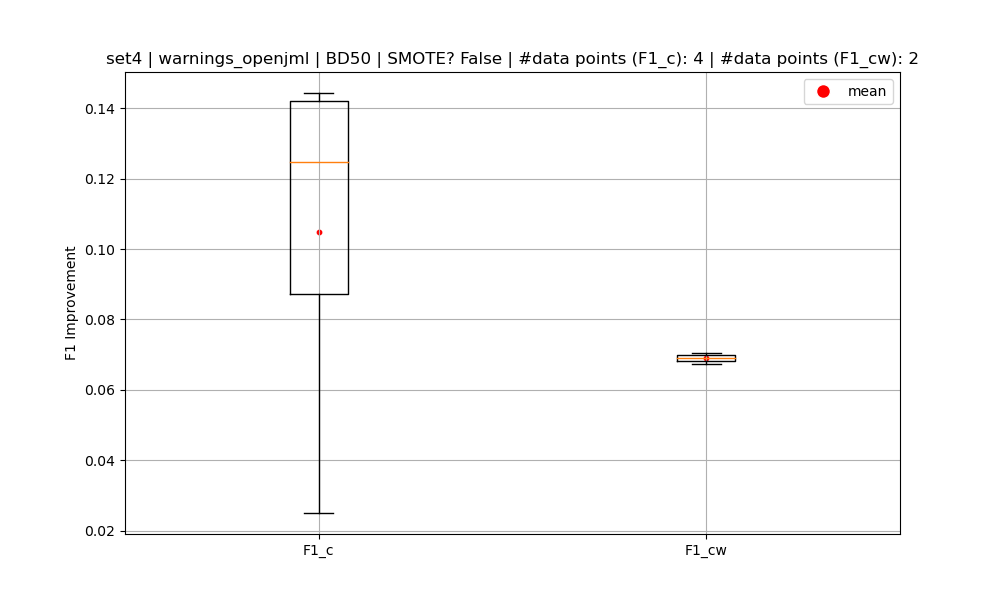 set4 | warnings_openjml | BD50 | SMOTE? False | #data points (F1_c): 4 | #data points (F1_cw): 2
mean
0.14
0.12
0.10
0.08
0.06
0.04
0.02
F1 Improvement
F1_c
F1_cw